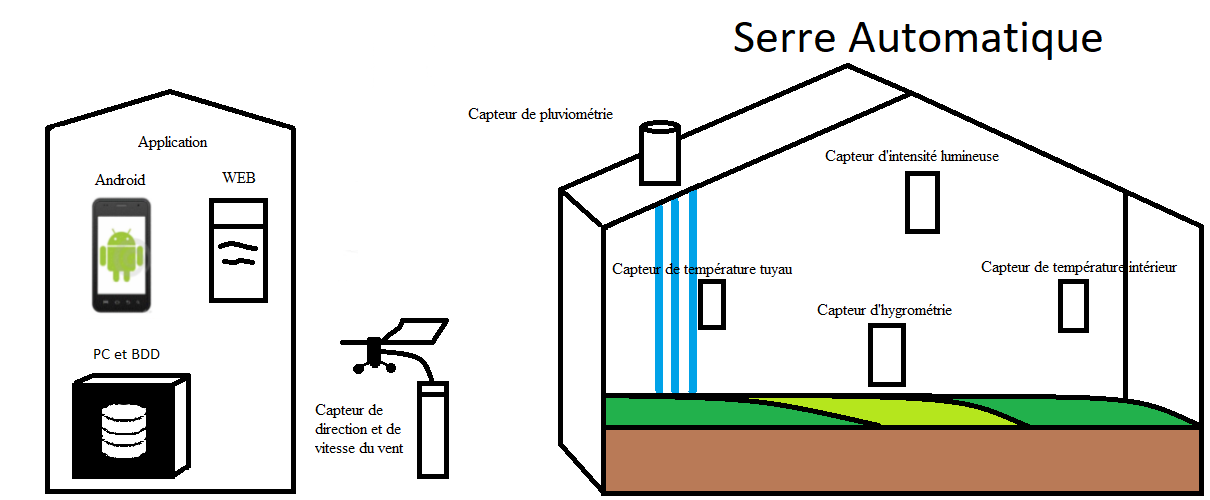 Serre Automatique
Application
Android
WEB
PC et BDD
Capteur de
direction et de
vitesse du vent
Capteur de pluviométrie
Capteur d'intensité lumineuse
Capteur de température tuyau
Capteur de température intérieur
Capteur d'hygrométrie